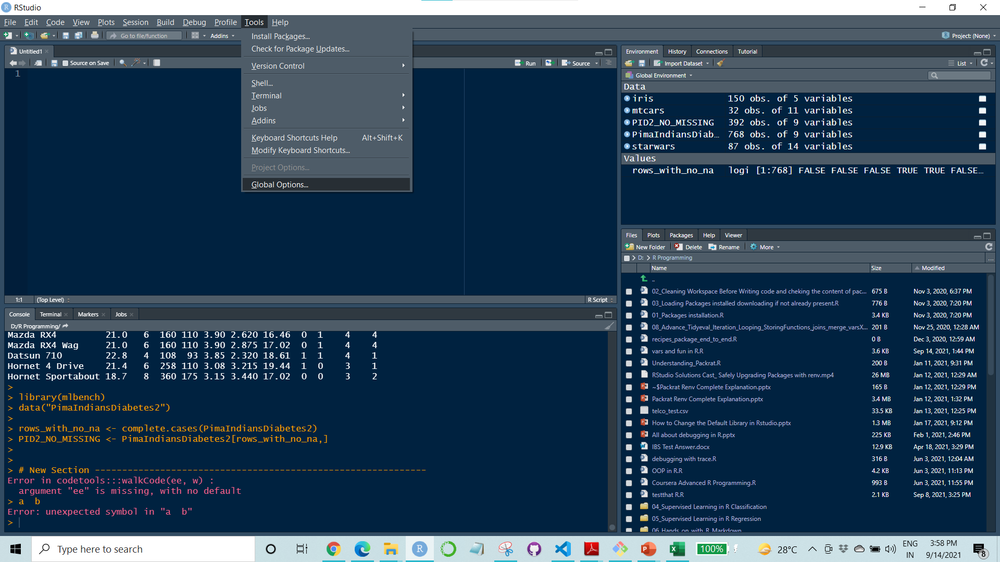 RStudio
File Edit Code View Plots Session Build Debug Profile Tools Help
Go to file/function Addins Project: (None)
Install Packages...
Check for Package Updates...
Version Control
Shell...
Terminal
Jobs
Addins
Keyboard Shortcuts Help Alt+Shift+K
Modify Keyboard Shortcuts...
Project Options...
Global Options...
Untitled1
Source on Save Run Source
1
1:1 (Top Level) R Script
Environment History Connections Tutorial
Import Dataset List
Global Environment
Data
iris 150 obs. of 5 variables
mtcars 32 obs. of 11 variables
PID2_NO_MISSING 392 obs. of 9 variables
PimaIndiansDiab… 768 obs. of 9 variables
starwars 87 obs. of 14 variables
Values
rows_with_no_na logi [1:768] FALSE FALSE FALSE TRUE TRUE FALSE…
Console Terminal Markers Jobs
D:/R Programming/
Mazda RX4 21.0 6 160 110 3.90 2.620 16.46 0 1 4 4
Mazda RX4 Wag 21.0 6 160 110 3.90 2.875 17.02 0 1 4 4
Datsun 710 22.8 4 108 93 3.85 2.320 18.61 1 1 4 1
Hornet 4 Drive 21.4 6 258 110 3.08 3.215 19.44 1 0 3 1
Hornet Sportabout 18.7 8 360 175 3.15 3.440 17.02 0 0 3 2
>
> library(mlbench)
> data("PimaIndiansDiabetes2")
>
> rows_with_no_na <- complete.cases(PimaIndiansDiabetes2)
> PID2_NO_MISSING <- PimaIndiansDiabetes2[rows_with_no_na,]
>
>
> # New Section -------------------------------------------------------------
Error in codetools:::walkCode(ee, w) :
argument "ee" is missing, with no default
> a  b
Error: unexpected symbol in "a  b"
>
Files Plots Packages Help Viewer
New Folder Delete Rename More
D: R Programming ...
Name Size Modified
..
02_Cleaning Workspace Before Writing code and cheking the content of pac... 675 B Nov 3, 2020, 6:37 PM
03_Loading Packages installed downloading if not already present.R 776 B Nov 3, 2020, 7:20 PM
01_Packages installation.R 3.4 KB Nov 3, 2020, 7:20 PM
08_Advance_Tidyeval_Iteration_Looping_StoringFunctions_joins_merge_varsX... 201 B Nov 25, 2020, 12:28 AM
recipes_package_end_to_end.R 0 B Dec 3, 2020, 12:59 AM
vars and fun in R.R 3.6 KB Sep 14, 2021, 1:44 PM
Understanding_Packrat.R 200 B Jan 11, 2021, 9:31 PM
RStudio Solutions Cast_ Safely Upgrading Packages with renv.mp4 26 MB Jan 12, 2021, 12:29 AM
~$Packrat Renv Complete Explanation.pptx 165 B Jan 12, 2021, 12:29 PM
Packrat Renv Complete Explanation.pptx 3.4 MB Jan 12, 2021, 1:32 PM
telco_test.csv 33.5 KB Jan 13, 2021, 12:25 PM
How to Change the Default Library in Rstudio.pptx 1.3 MB Jan 17, 2021, 9:12 PM
All about debugging in R.pptx 225 KB Feb 1, 2021, 2:46 PM
IBS Test Answer.docx 12.9 KB Apr 18, 2021, 3:29 PM
debugging with trace.R 316 B Jun 3, 2021, 12:04 AM
OOP in R.R 4.2 KB Jun 3, 2021, 11:13 PM
Coursera Advanced R Programming.R 993 B Jun 3, 2021, 11:55 PM
testthat R.R 2.1 KB Sep 8, 2021, 3:25 PM
04_Supervised Learning in R Classification
05_Supervised Learning in R Regression
06_Hands_on_with_R_Markdown
Type here to search 100% 28°C ENG IN 3:58 PM 9/14/2021 8